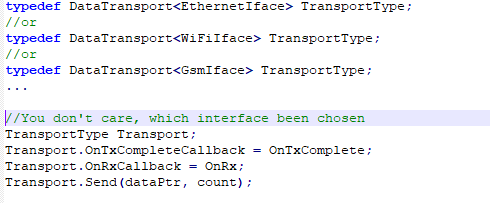 typedef DataTransport<EthernetIface> TransportType;
//or
typedef DataTransport<WiFiIface> TransportType;
//or
typedef DataTransport<GsmIface> TransportType;
...
//You don't care, which interface been chosen
TransportType Transport;
Transport.OnTxCompleteCallback = OnTxComplete;
Transport.OnRxCallback = OnRx;
Transport.Send(dataPtr, count);